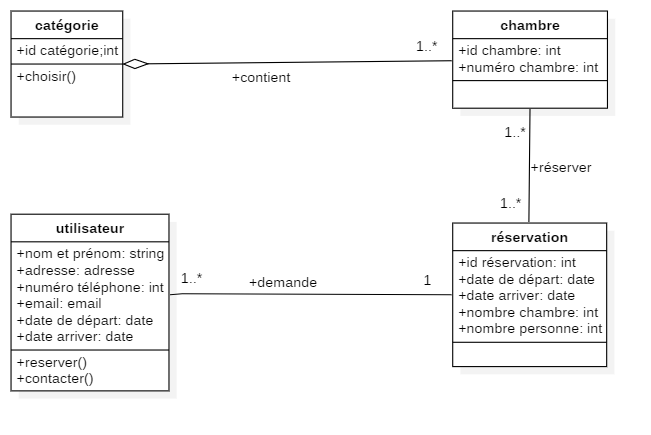 catégorie
+id catégorie;int
+choisir()
1..*
+contient
chambre
+id chambre: int
+numéro chambre: int
1..*
+réserver
1..*
utilisateur
+nom et prénom: string
+adresse: adresse
+numéro téléphone: int
+email: email
+date de départ: date
+date arriver: date
+reserver()
+contacter()
1..*
+demande
1
réservation
+id réservation: int
+date de départ: date
+date arriver: date
+nombre chambre: int
+nombre personne: int